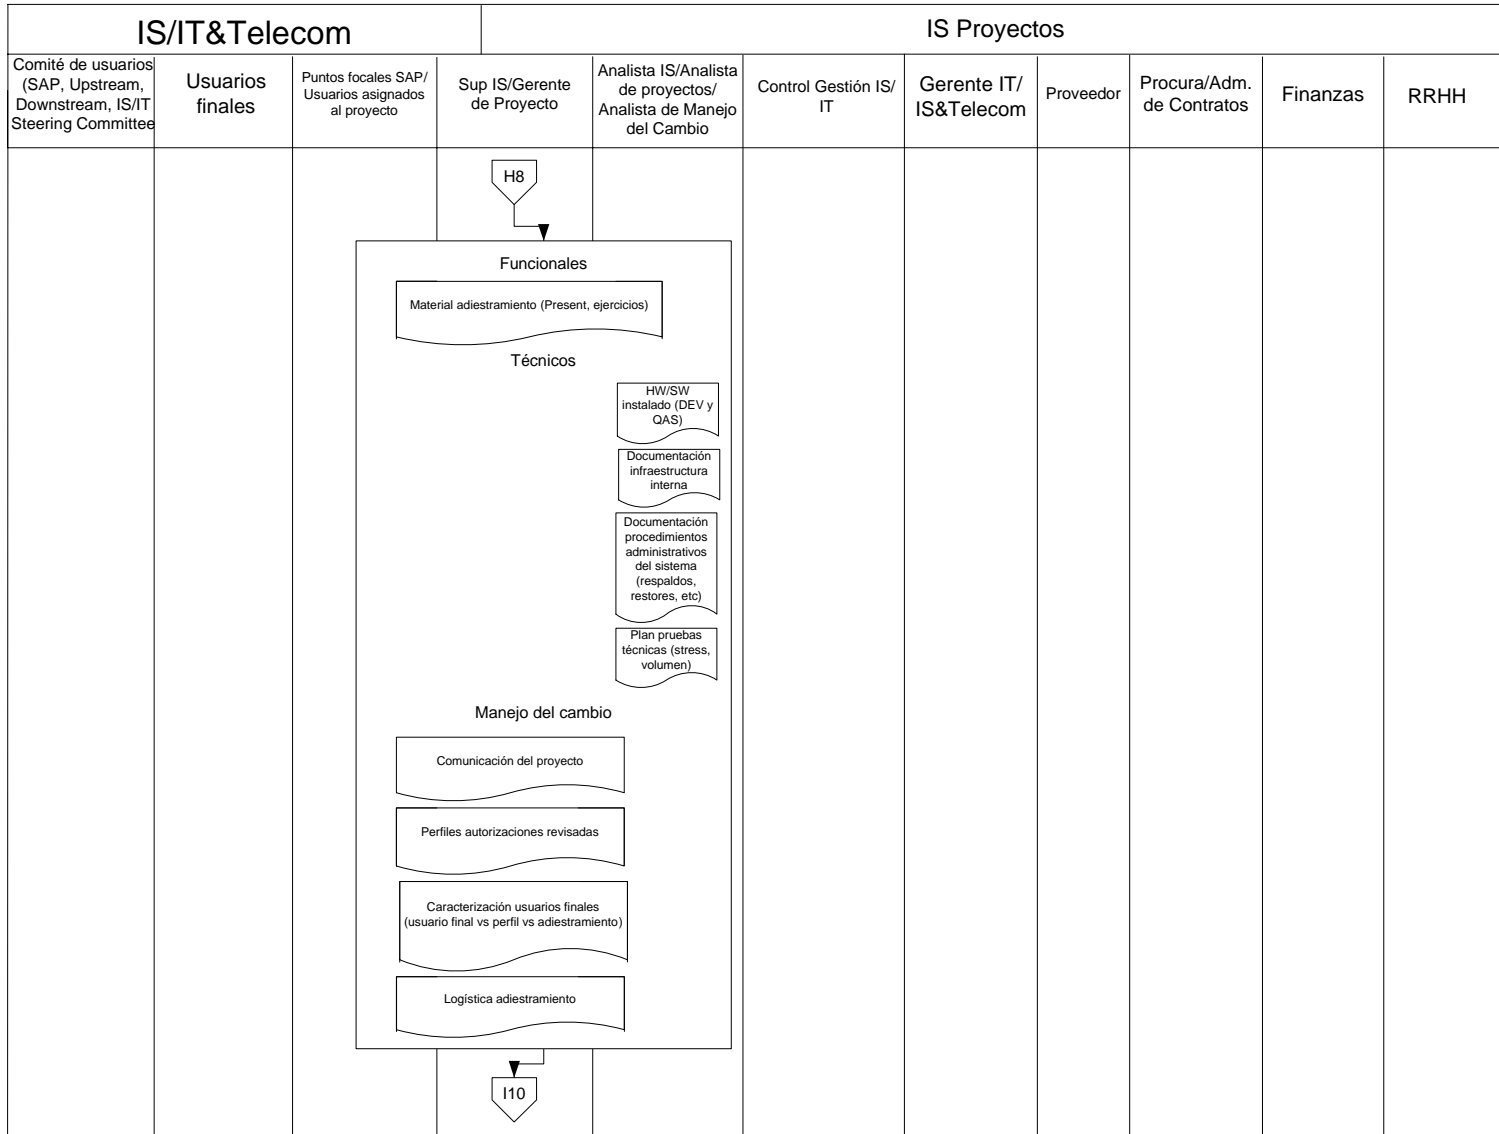 IS/IT&Telecom
IS Proyectos
Comité de usuarios
(SAP, Upstream,
Downstream, IS/IT
Steering Committee
Usuarios
finales
Puntos focales SAP/
Usuarios asignados
al proyecto
Sup IS/Gerente
de Proyecto
Analista IS/Analista
de proyectos/
Analista de Manejo
del Cambio
Control Gestión IS/
IT
Gerente IT/
IS&Telecom
Proveedor
Procura/Adm.
de Contratos
Finanzas
RRHH
H8
Funcionales
Material adiestramiento (Present, ejercicios)
Técnicos
HW/SW
instalado (DEV y
QAS)
Documentación
infraestructura
interna
Documentación
procedimientos
administrativos
del sistema
(respaldos,
restores, etc)
Plan pruebas
técnicas (stress,
volumen)
Manejo del cambio
Comunicación del proyecto
Perfiles autorizaciones revisadas
Caracterización usuarios finales
(usuario final vs perfil vs adiestramiento)
Logística adiestramiento
I10